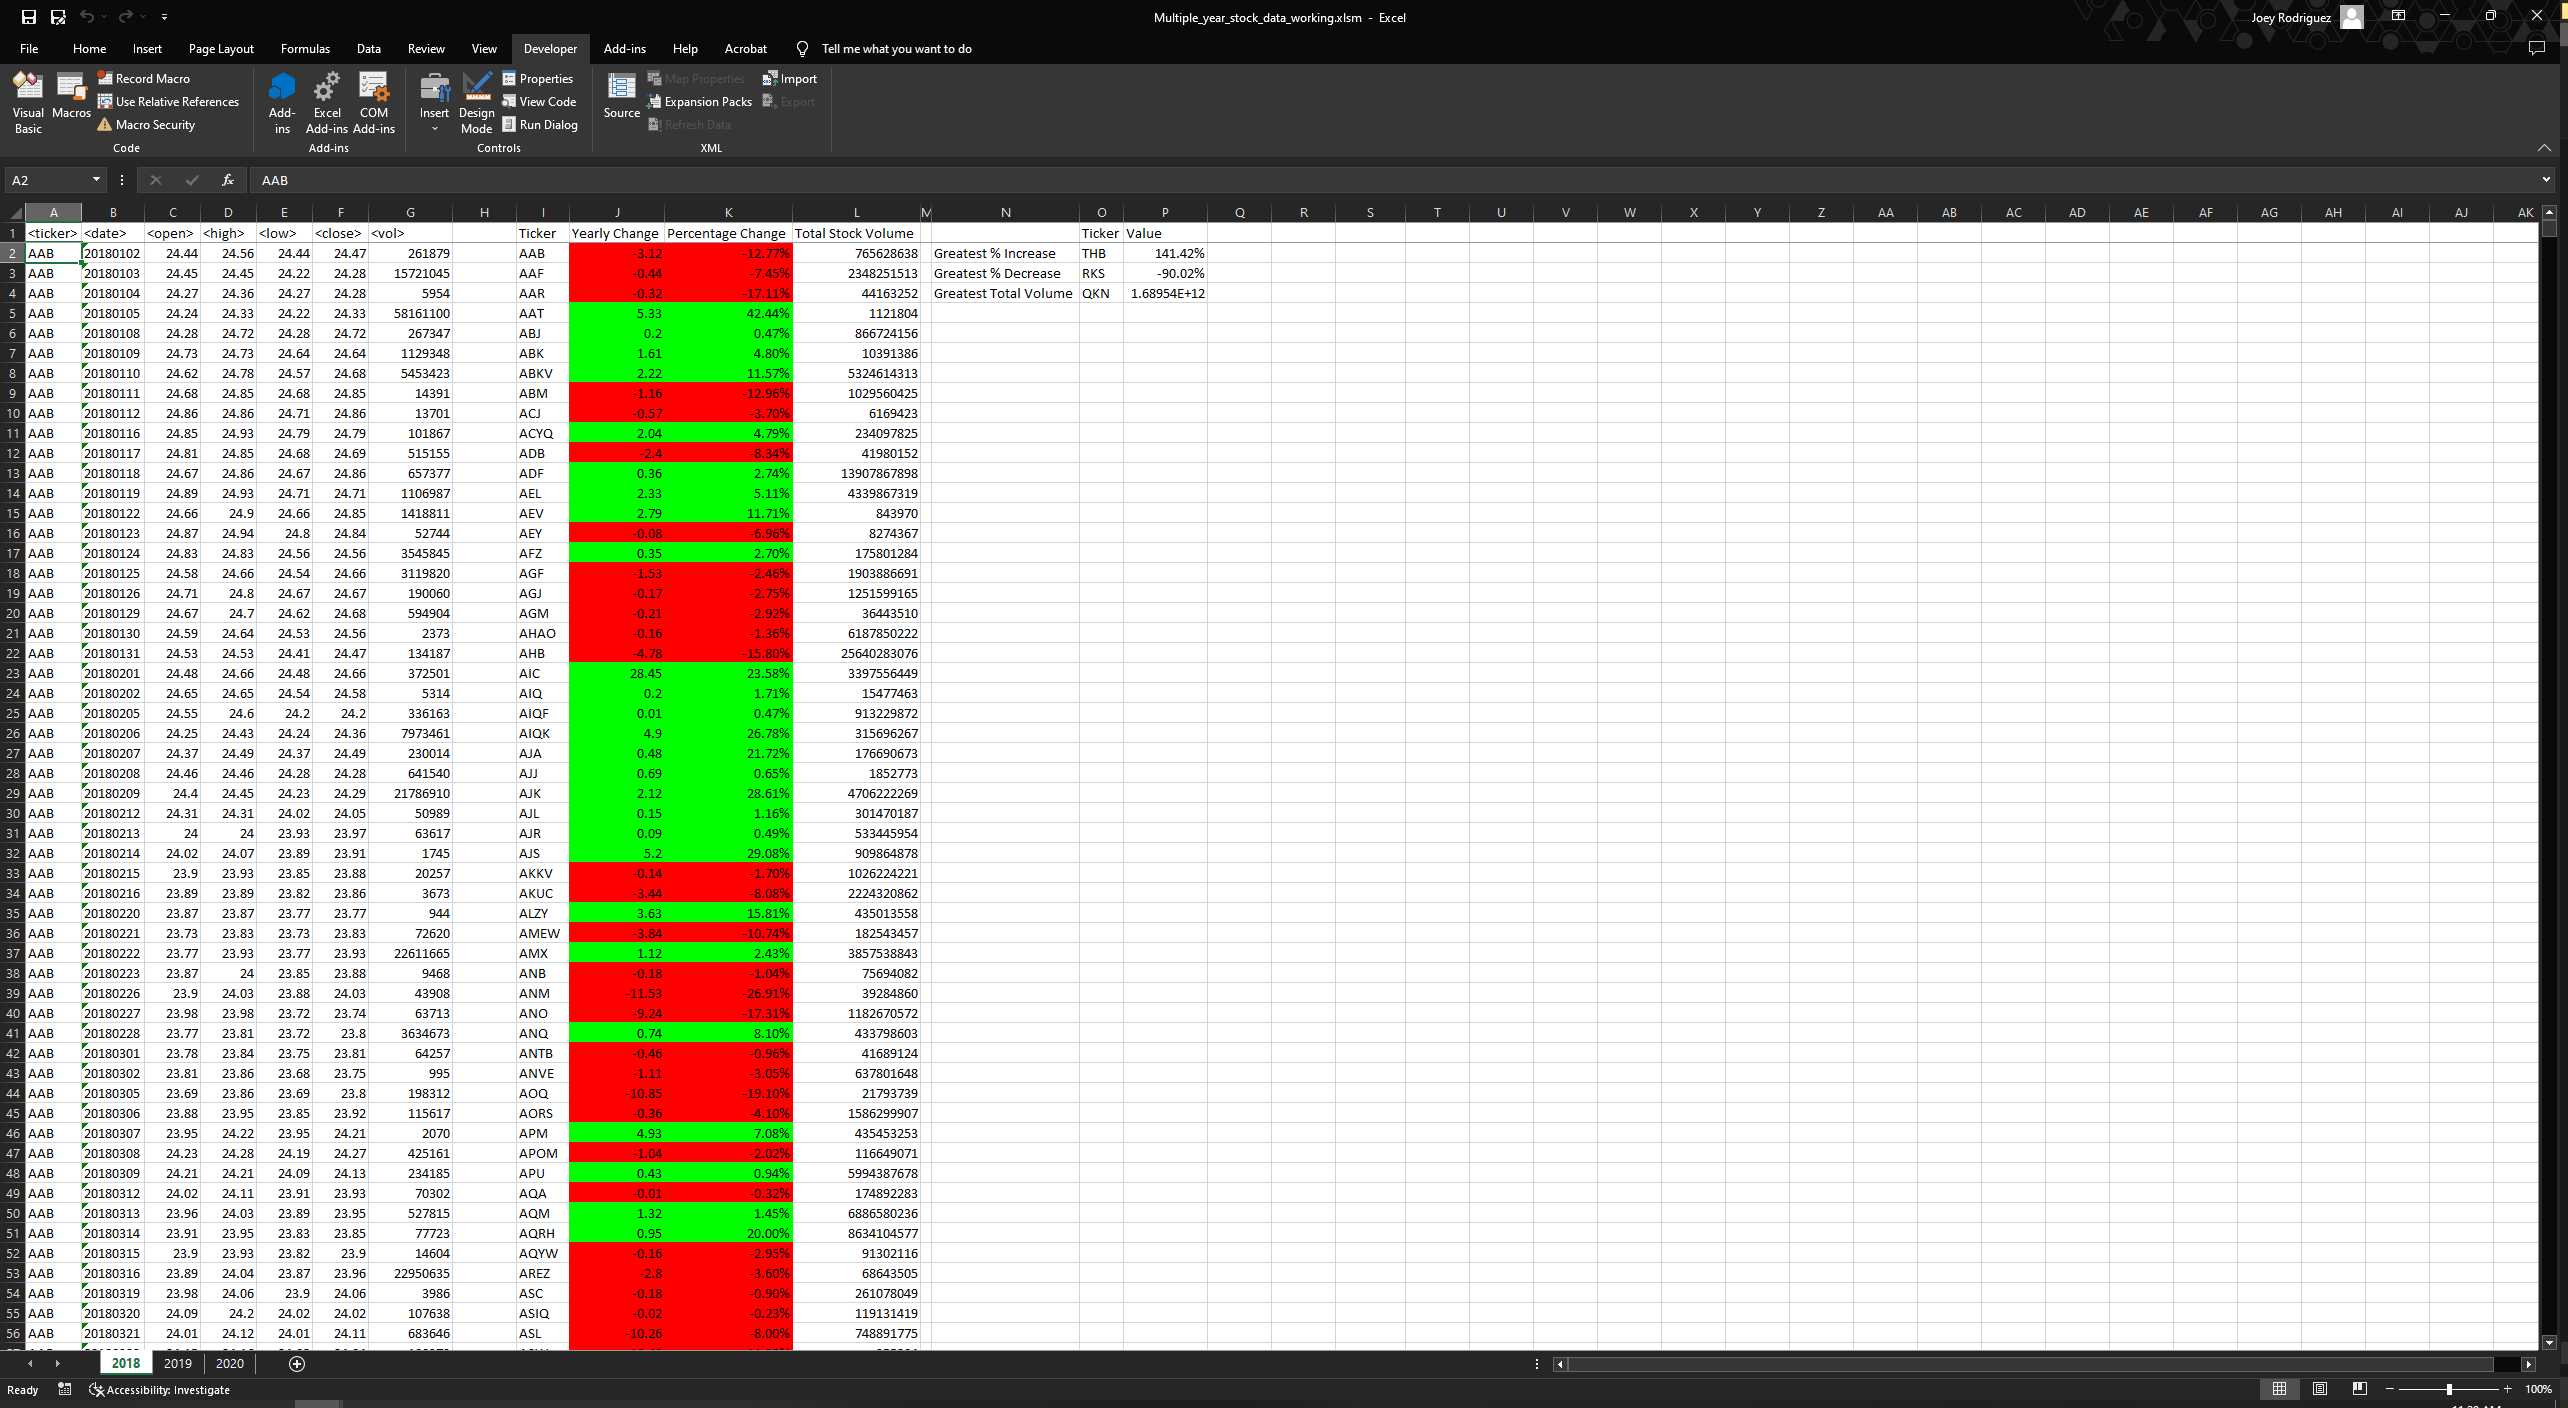 Multiple_year_stock_data_working.xlsm - Excel
Joey Rodriguez
File Home Insert Page Layout Formulas Data Review View Developer Add-ins Help Acrobat Tell me what you want to do
Visual Basic
Macros
Record Macro
Use Relative References
Macro Security
Code
Add-ins
Excel Add-ins
COM Add-ins
Add-ins
Insert
Design Mode
Properties
View Code
Run Dialog
Controls
Source
Map Properties
Expansion Packs
Refresh Data
Import
Export
XML
A2 fx AAB
A B C D E F G H I J K L M N O P Q R S T U V W X Y Z AA AB AC AD AE AF AG AH AI AJ AK
1 <ticker> <date> <open> <high> <low> <close> <vol> Ticker Yearly Change Percentage Change Total Stock Volume Ticker Value
2 AAB 20180102 24.44 24.56 24.44 24.47 261879 AAB -3.12 -12.77% 765628638 Greatest % Increase THB 141.42%
3 AAB 20180103 24.45 24.45 24.22 24.28 15721045 AAF -0.44 -7.45% 2348251513 Greatest % Decrease RKS -90.02%
4 AAB 20180104 24.27 24.36 24.27 24.28 5954 AAR -0.32 -17.11% 44163252 Greatest Total Volume QKN 1.68954E+12
5 AAB 20180105 24.24 24.33 24.22 24.33 58161100 AAT 5.33 42.44% 1121804
6 AAB 20180108 24.28 24.72 24.28 24.72 267347 ABJ 0.2 0.47% 866724156
7 AAB 20180109 24.73 24.73 24.64 24.64 1129348 ABK 1.61 4.80% 10391386
8 AAB 20180110 24.62 24.78 24.57 24.68 5453423 ABKV 2.22 11.57% 5324614313
9 AAB 20180111 24.68 24.85 24.68 24.85 14391 ABM -1.16 -12.96% 1029560425
10 AAB 20180112 24.86 24.86 24.71 24.86 13701 ACJ -0.57 -3.70% 6169423
11 AAB 20180116 24.85 24.93 24.79 24.79 101867 ACYQ 2.04 4.79% 234097825
12 AAB 20180117 24.81 24.85 24.68 24.69 515155 ADB -2.4 -8.34% 41980152
13 AAB 20180118 24.67 24.86 24.67 24.86 657377 ADF 0.36 2.74% 13907867898
14 AAB 20180119 24.89 24.93 24.71 24.71 1106987 AEL 2.33 5.11% 4339867319
15 AAB 20180122 24.66 24.9 24.66 24.85 1418811 AEV 2.79 11.71% 843970
16 AAB 20180123 24.87 24.94 24.8 24.84 52744 AEY -0.08 -6.96% 8274367
17 AAB 20180124 24.83 24.83 24.56 24.56 3545845 AFZ 0.35 2.70% 175801284
18 AAB 20180125 24.58 24.66 24.54 24.66 3119820 AGF -1.53 -2.46% 1903886691
19 AAB 20180126 24.71 24.8 24.67 24.67 190060 AGJ -0.17 -2.75% 1251599165
20 AAB 20180129 24.67 24.7 24.62 24.68 594904 AGM -0.21 -2.92% 36443510
21 AAB 20180130 24.59 24.64 24.53 24.56 2373 AHAO -0.16 -1.36% 6187850222
22 AAB 20180131 24.53 24.53 24.41 24.47 134187 AHB -4.78 -15.80% 25640283076
23 AAB 20180201 24.48 24.66 24.48 24.66 372501 AIC 28.45 23.58% 3397556449
24 AAB 20180202 24.65 24.65 24.54 24.58 5314 AIQ 0.2 1.71% 15477463
25 AAB 20180205 24.55 24.6 24.2 24.2 336163 AIQF 0.01 0.47% 913229872
26 AAB 20180206 24.25 24.43 24.24 24.36 7973461 AIQK 4.9 26.78% 315696267
27 AAB 20180207 24.37 24.49 24.37 24.49 230014 AJA 0.48 21.72% 176690673
28 AAB 20180208 24.46 24.46 24.28 24.28 641540 AJJ 0.69 0.65% 1852773
29 AAB 20180209 24.4 24.45 24.23 24.29 21786910 AJK 2.12 28.61% 4706222269
30 AAB 20180212 24.31 24.31 24.02 24.05 50989 AJL 0.15 1.16% 301470187
31 AAB 20180213 24 24 23.93 23.97 63617 AJR 0.09 0.49% 533445954
32 AAB 20180214 24.02 24.07 23.89 23.91 1745 AJS 5.2 29.08% 909864878
33 AAB 20180215 23.9 23.93 23.85 23.88 20257 AKKV -0.14 -1.70% 1026224221
34 AAB 20180216 23.89 23.89 23.82 23.86 3673 AKUC -3.44 -8.08% 2224320862
35 AAB 20180220 23.87 23.87 23.77 23.77 944 ALZY 3.63 15.81% 435013558
36 AAB 20180221 23.73 23.83 23.73 23.83 72620 AMEW -3.84 -10.74% 182543457
37 AAB 20180222 23.77 23.93 23.77 23.93 22611665 AMX 1.12 2.43% 3857538843
38 AAB 20180223 23.87 24 23.85 23.88 9468 ANB -0.18 -1.04% 75694082
39 AAB 20180226 23.9 24.03 23.88 24.03 43908 ANM -11.53 -26.91% 39284860
40 AAB 20180227 23.98 23.98 23.72 23.74 63713 ANO -9.24 -17.31% 1182670572
41 AAB 20180228 23.77 23.81 23.72 23.8 3634673 ANQ 0.74 8.10% 433798603
42 AAB 20180301 23.78 23.84 23.75 23.81 64257 ANTB -0.46 -0.96% 41689124
43 AAB 20180302 23.81 23.86 23.68 23.75 995 ANVE -1.11 -3.05% 637801648
44 AAB 20180305 23.69 23.86 23.69 23.8 198312 AOQ -10.85 -19.10% 21793739
45 AAB 20180306 23.88 23.95 23.85 23.92 115617 AORS -0.36 -4.10% 1586299907
46 AAB 20180307 23.95 24.22 23.95 24.21 2070 APM 4.93 7.08% 435453253
47 AAB 20180308 24.23 24.28 24.19 24.27 425161 APOM -1.04 -2.02% 116649071
48 AAB 20180309 24.21 24.21 24.09 24.13 234185 APU 0.43 0.94% 5994387678
49 AAB 20180312 24.02 24.11 23.91 23.93 70302 AQA -0.01 -0.32% 174892283
50 AAB 20180313 23.96 24.03 23.89 23.95 527815 AQM 1.32 1.45% 6886580236
51 AAB 20180314 23.91 23.95 23.83 23.85 77723 AQRH 0.95 20.00% 8634104577
52 AAB 20180315 23.9 23.93 23.82 23.9 14604 AQYW -0.16 -2.95% 91302116
53 AAB 20180316 23.89 24.04 23.87 23.96 22950635 AREZ -2.8 -3.60% 68643505
54 AAB 20180319 23.98 24.06 23.9 24.06 3986 ASC -0.18 -0.90% 261078049
55 AAB 20180320 24.09 24.2 24.02 24.02 107638 ASIQ -0.02 -0.23% 119131419
56 AAB 20180321 24.01 24.12 24.01 24.11 683646 ASL -10.26 -8.00% 748891775
2018 2019 2020
Ready Accessibility: Investigate 100%